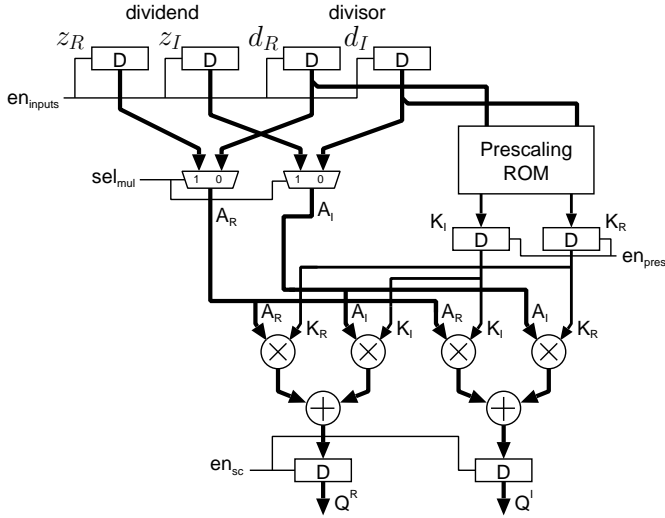 dividend divisor
z_R z_I d_R d_I
D D D D
en_inputs
Prescaling
ROM
sel_mul 1 0 1 0
A_R A_I K_I K_R
D D
en_pres
A_R K_R A_I K_I A_R K_I A_I K_R
× × × ×
+ +
en_sc D D
Q^R Q^I